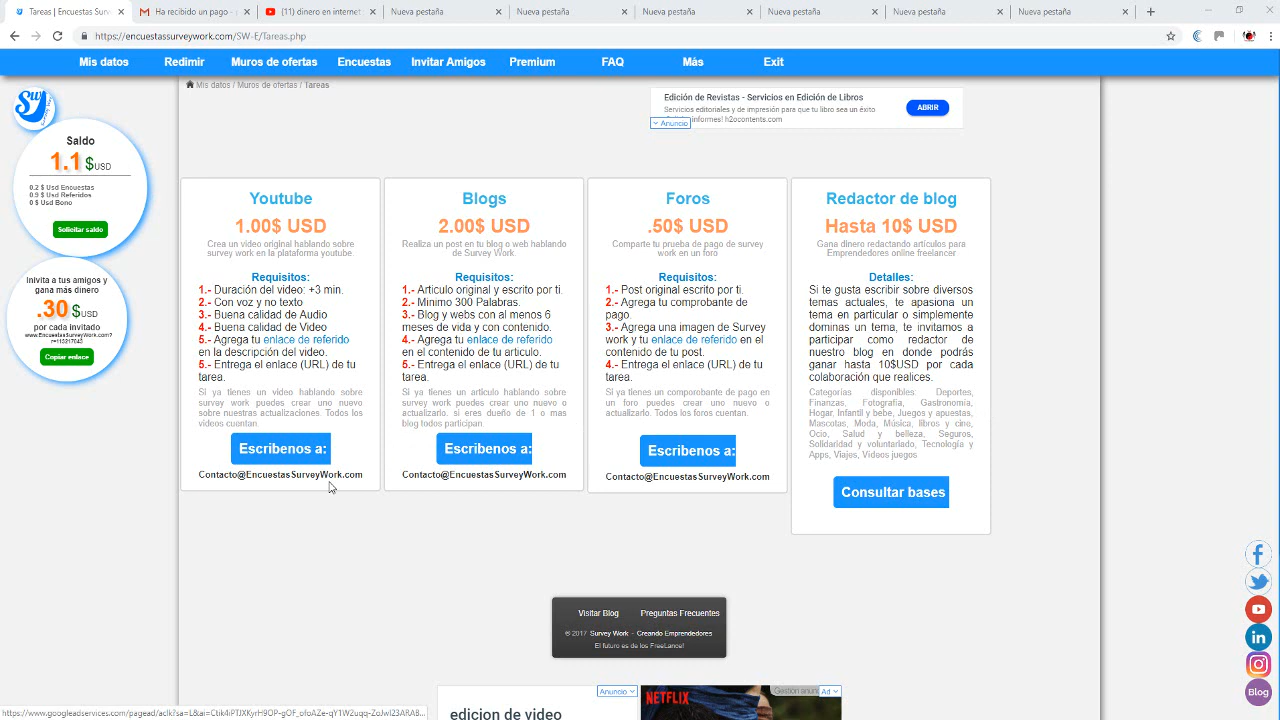 Tareas | Encuestas SurveyWork
Ha recibido un pago -
(11) dinero en internet
Nueva pestaña
Nueva pestaña
Nueva pestaña
Nueva pestaña
Nueva pestaña
Nueva pestaña
https://encuestassurveywork.com/SW-E/Tareas.php
Mis datos
Redimir
Muros de ofertas
Encuestas
Invitar Amigos
Premium
FAQ
Más
Exit
Mis datos / Muros de ofertas / Tareas
Edición de Revistas - Servicios en Edición de Libros
Servicios editoriales y de impresión para que tu libro sea un éxito
informes! h2ocontents.com
ABRIR
Anuncio
Saldo
1.1 $USD
0.2 $ Usd Encuestas
0.9 $ Usd Referidos
0 $ Usd Bono
Solicitar saldo
Invita a tus amigos y
gana más dinero
.30 $USD
por cada invitado
www.EncuestasSurveyWork.com?
r=113217043
Copiar enlace
Youtube
1.00$ USD
Crea un video original hablando sobre
survey work en la plataforma youtube.
Requisitos:
1.- Duración del video: +3 min.
2.- Con voz y no texto
3.- Buena calidad de Audio
4.- Buena calidad de Video
5.- Agrega tu enlace de referido
en la descripción del video.
5.- Entrega el enlace (URL) de tu
tarea.
Si ya tienes un video hablando sobre
survey work puedes crear uno nuevo
sobre nuestras actualizaciones. Todos los
videos cuentan.
Escribenos a:
Contacto@EncuestasSurveyWork.com
Blogs
2.00$ USD
Realiza un post en tu blog o web hablando
de Survey Work.
Requisitos:
1.- Articulo original y escrito por ti.
2.- Minimo 300 Palabras.
3.- Blog y webs con al menos 6
meses de vida y con contenido.
4.- Agrega tu enlace de referido
en el contenido de tu articulo.
5.- Entrega el enlace (URL) de tu
tarea.
Si ya tienes un articulo hablando sobre
survey work puedes crear uno nuevo o
actualizarlo. si eres dueño de 1 o mas
blog todos participan.
Escribenos a:
Contacto@EncuestasSurveyWork.com
Foros
.50$ USD
Comparte tu prueba de pago de survey
work en un foro
Requisitos:
1.- Post original escrito por ti.
2.- Agrega tu comprobante de
pago.
3.- Agrega una imagen de Survey
work y tu enlace de referido en el
contenido de tu post.
4.- Entrega el enlace (URL) de tu
tarea.
Si ya tienes un comporobante de pago en
un foro puedes crear uno nuevo o
actualizarlo. Todos los foros cuentan.
Escribenos a:
Contacto@EncuestasSurveyWork.com
Redactor de blog
Hasta 10$ USD
Gana dinero redactando articulos para
Emprendedores online freelancer
Detalles:
Si te gusta escribir sobre diversos
temas actuales, te apasiona un
tema en particular o simplemente
dominas un tema, te invitamos a
participar como redactor de
nuestro blog en donde podrás
ganar hasta 10$USD por cada
colaboración que realices.
Categorías disponibles: Deportes,
Finanzas, Fotografía, Gastronomía,
Hogar, Infantil y bebe, Juegos y apuestas,
Mascotas, Moda, Música, libros y cine,
Ocio, Salud y belleza, Seguros,
Solidaridad y voluntariado, Tecnología y
Apps, Viajes, Videos juegos
Consultar bases
Visitar Blog
Preguntas Frecuentes
® 2017 Survey Work - Creando Emprendedores
El futuro es de los FreeLance!
Blog
Anuncio
edicion de video
NETFLIX
Ad